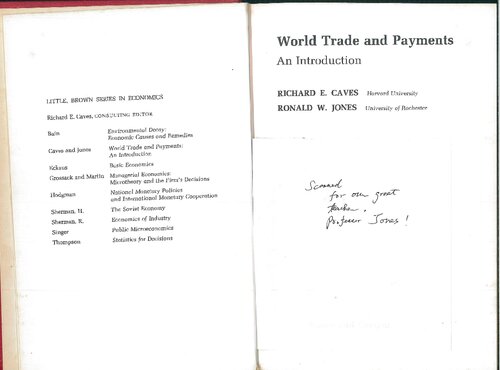 LITTLE, BROWN SERIES IN ECONOMICS
Richard E. Caves, CONSULTING EDITOR
Bain Environmental Decay:
Economic Causes and Remedies
Caves and Jones World Trade and Payments:
An Introduction
Eckaus Basic Economics
Grossack and Martin Managerial Economics:
Microtheory and the Firm's Decisions
Hodgman National Monetary Policies
and International Monetary Cooperation
Sherman, H. The Soviet Economy
Sherman, R. Economics of Industry
Singer Public Microeconomics
Thompson Statistics for Decisions
World Trade and Payments
An Introduction
RICHARD E. CAVES Harvard University
RONALD W. JONES University of Rochester
Scanned
for our great
teacher,
Professor Jones!